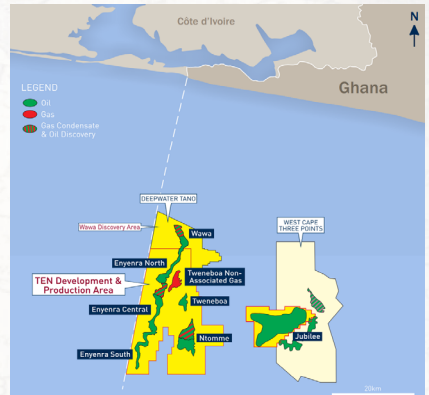 Côte d'Ivoire
N
Ghana
LEGEND
Oil
Gas
Gas Condensate
& Oil Discovery
DEEPWATER TANO
Wawa Discovery Area
Wawa
WEST CAPE
THREE POINTS
Enyenra North
Tweneboa Non-
Associated Gas
TEN Development &
Production Area
Tweneboa
Enyenra Central
Ntomme
Jubilee
Enyenra South
20km